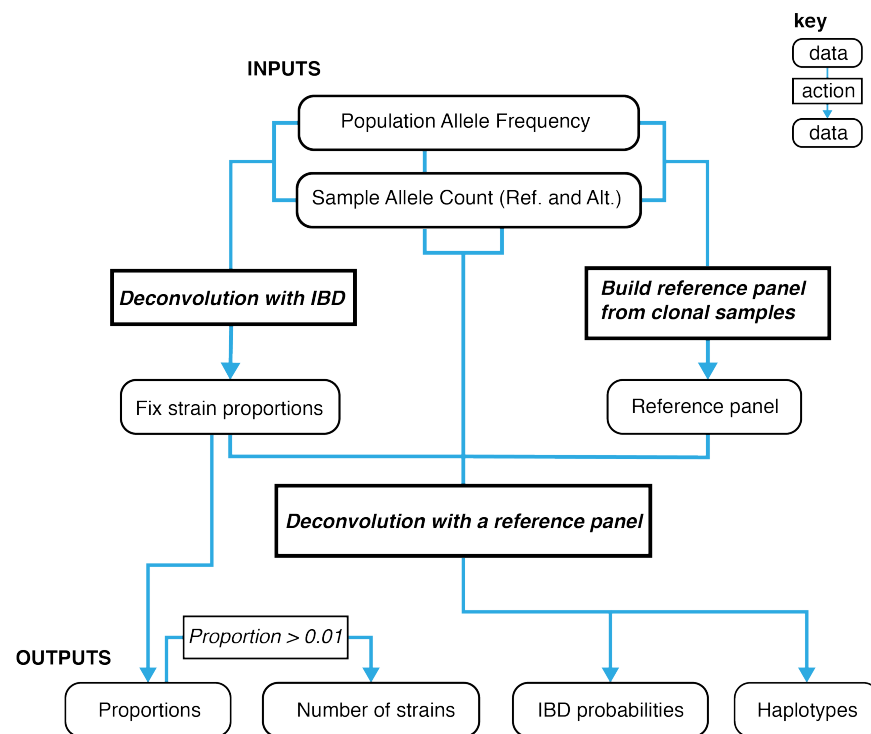 key
data
action
data
INPUTS
Population Allele Frequency
Sample Allele Count (Ref. and Alt.)
Deconvolution with IBD
Build reference panel
from clonal samples
Fix strain proportions
Reference panel
Deconvolution with a reference panel
Proportion > 0.01
OUTPUTS
Proportions
Number of strains
IBD probabilities
Haplotypes